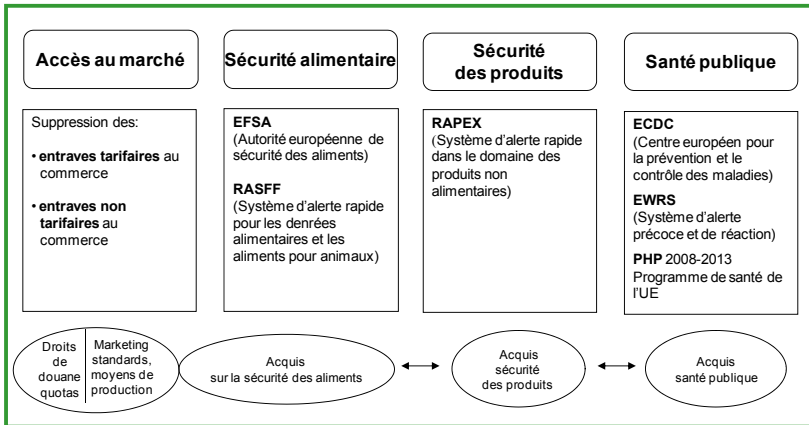 Accès au marché
Sécurité alimentaire
Sécurité
des produits
Santé publique
Suppression des:
• entraves tarifaires au
commerce
• entraves non
tarifaires au
commerce
EFSA
(Autorité européenne de
sécurité des aliments)
RASFF
(Système d'alerte rapide
pour les denrées
alimentaires et les
aliments pour animaux)
RAPEX
(Système d'alerte rapide
dans le domaine des
produits non
alimentaires)
ECDC
(Centre européen pour
la prévention et le
contrôle des maladies)
EWRS
(Système d'alerte
précoce et de réaction)
PHP 2008-2013
Programme de santé de
l'UE
Droits
de
douane
quotas
Marketing
standards,
moyens de
production
Acquis
sur la sécurité des aliments
Acquis
sécurité
des produits
Acquis
santé publique